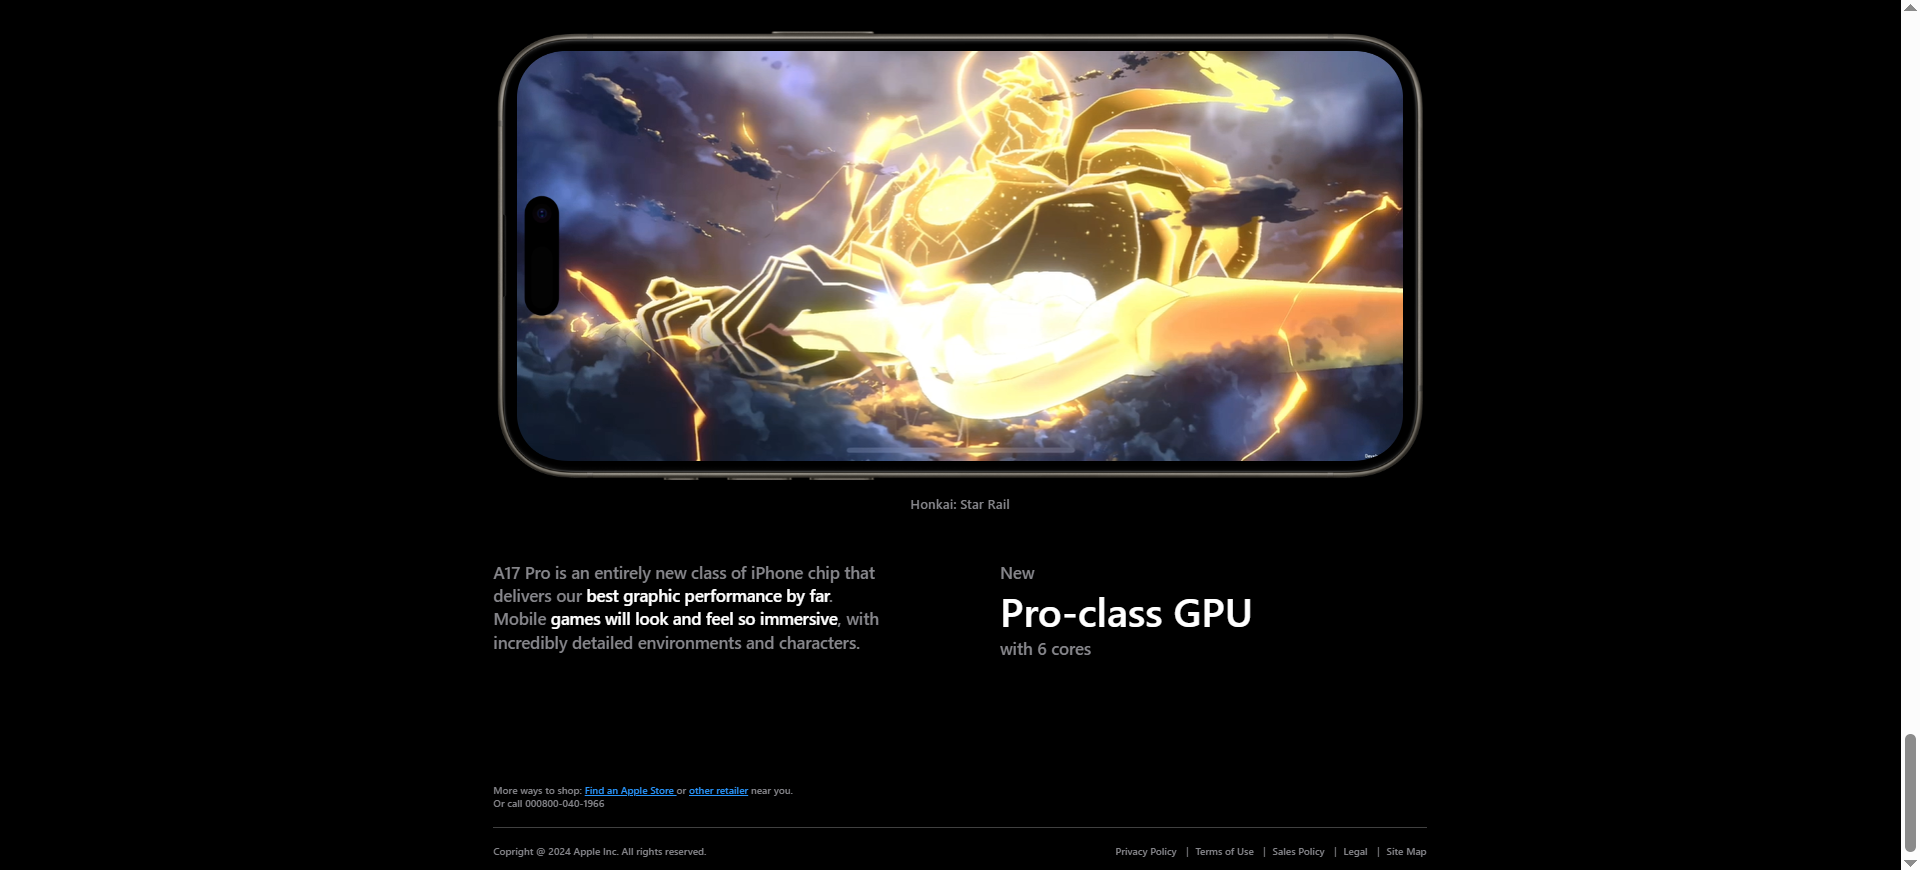 Honkai: Star Rail
A17 Pro is an entirely new class of iPhone chip that
delivers our best graphic performance by far.
Mobile games will look and feel so immersive, with
incredibly detailed environments and characters.
New
Pro-class GPU
with 6 cores
More ways to shop: Find an Apple Store or other retailer near you.
Or call 000800-040-1966
Copright @ 2024 Apple Inc. All rights reserved.
Privacy Policy | Terms of Use | Sales Policy | Legal | Site Map